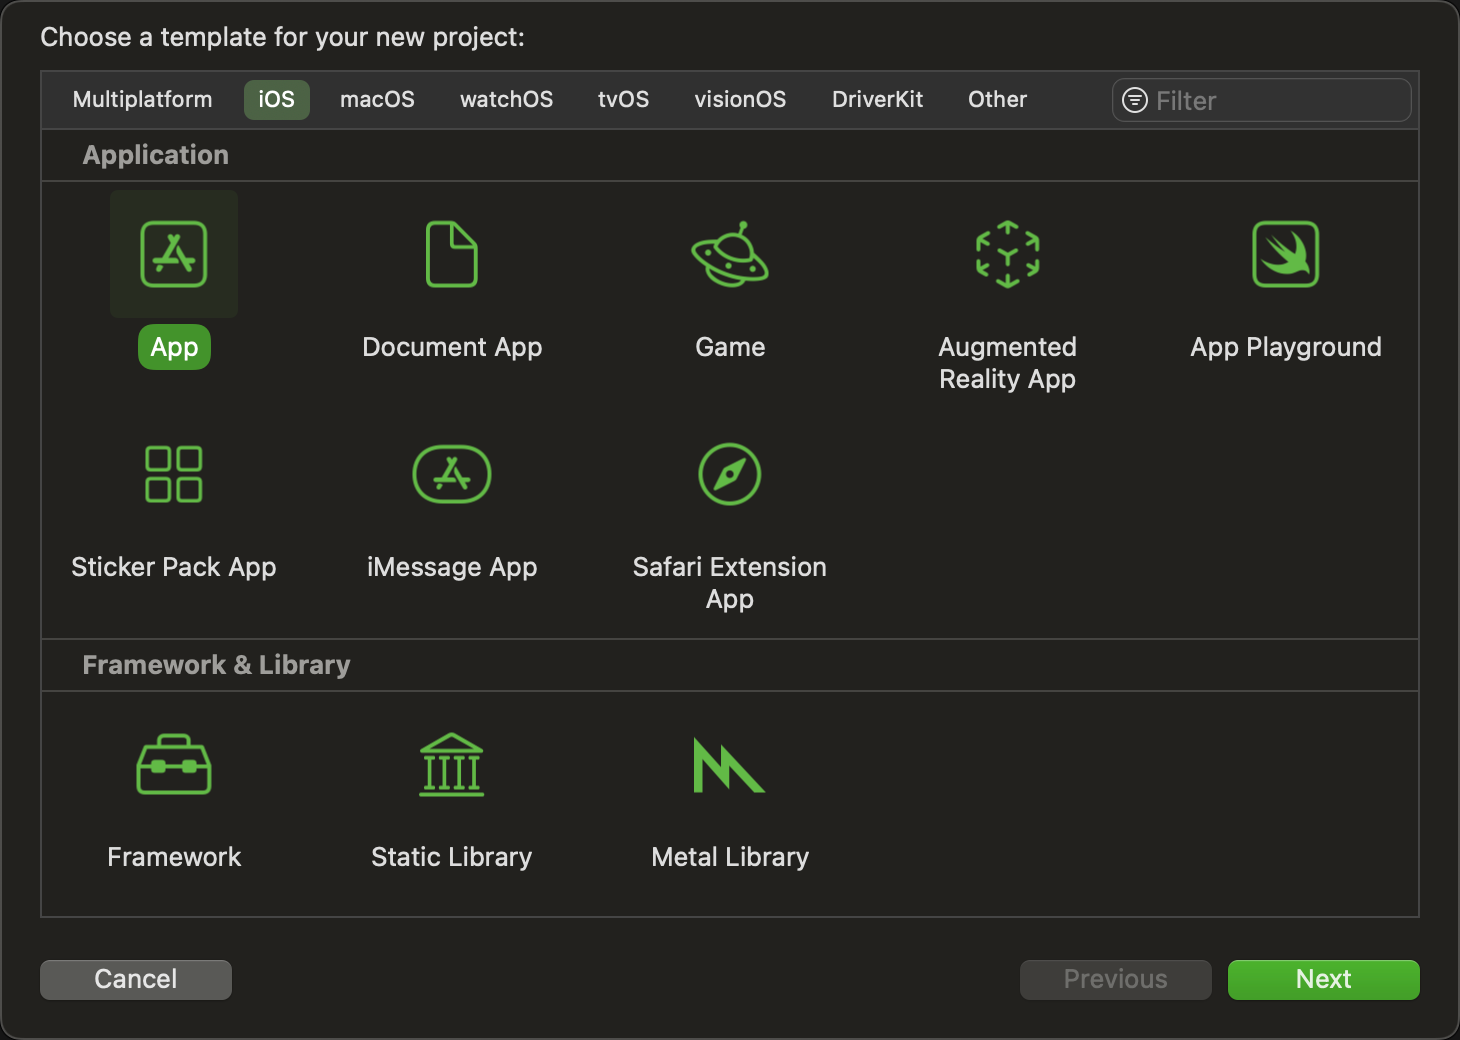 Choose a template for your new project:
Multiplatform iOS macOS watchOS tvOS visionOS DriverKit Other Filter
Application
App Document App Game Augmented Reality App App Playground
Sticker Pack App iMessage App Safari Extension App
Framework & Library
Framework Static Library Metal Library
Cancel Previous Next